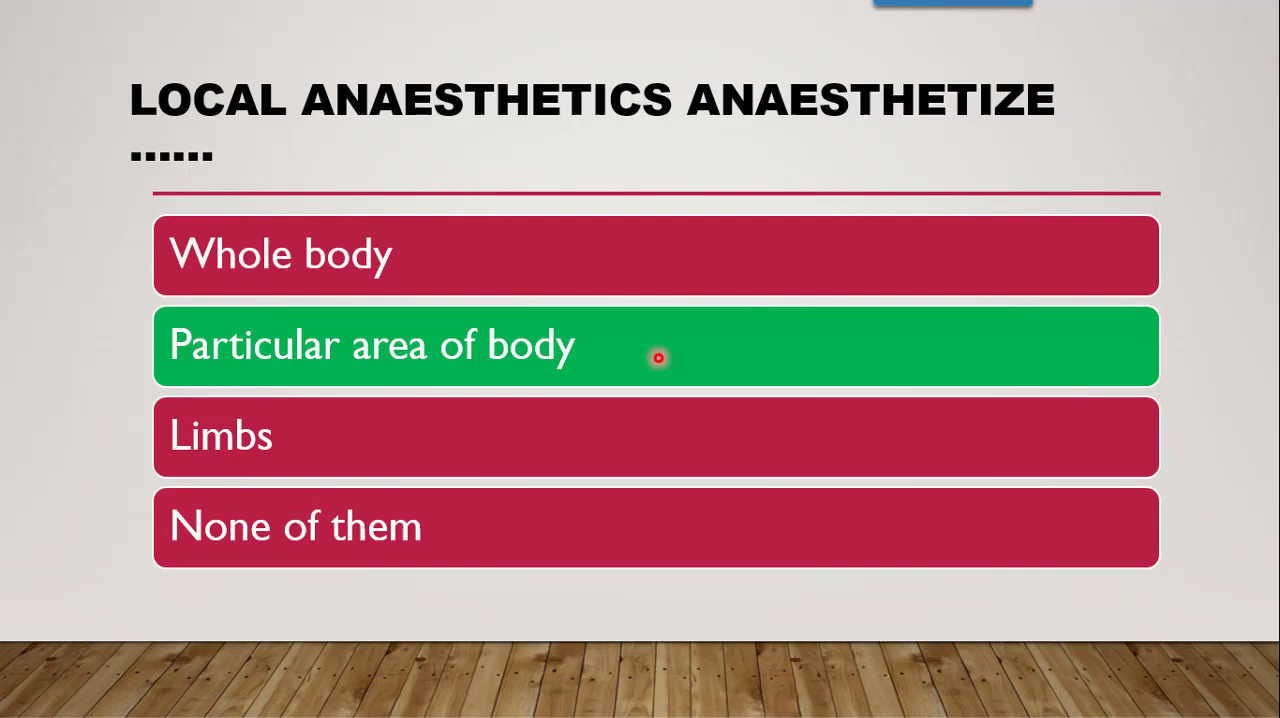 LOCAL ANAESTHETICS ANAESTHETIZE
......
Whole body
Particular area of body
Limbs
None of them